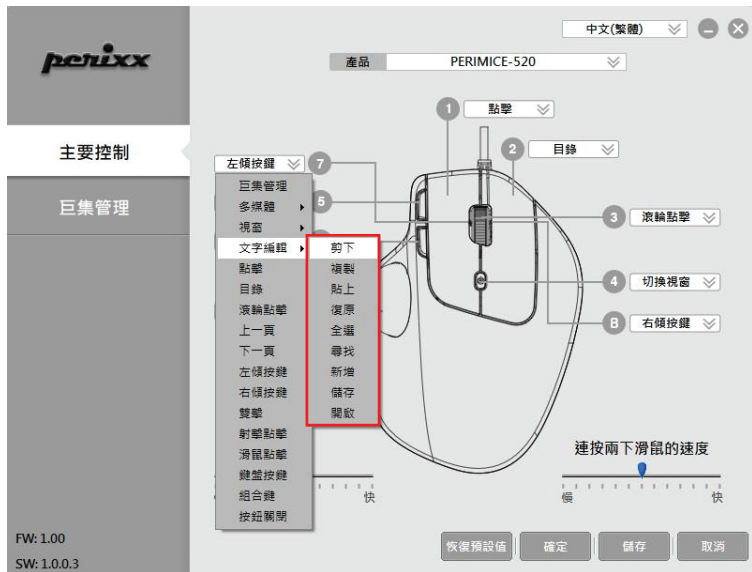 中文(繁體)
perixx
產品 PERIMICE-520
1 點擊
主要控制
2 目錄
左傾按鍵 7
巨集管理
巨集管理
多媒體 5
視窗
3 滾輪點擊
文字編輯 剪下
點擊 複製
目錄 貼上
4 切換視窗
滾輪點擊 復原
上一頁 全選
8 右傾按鍵
下一頁 尋找
左傾按鍵 新增
右傾按鍵 儲存
雙擊 開啟
射擊點擊
滑鼠點擊
連按兩下滑鼠的速度
鍵盤按鍵
組合鍵
快
慢 快
按鈕關閉
FW: 1.00
SW: 1.0.0.3
恢復預設值 確定 儲存 取消